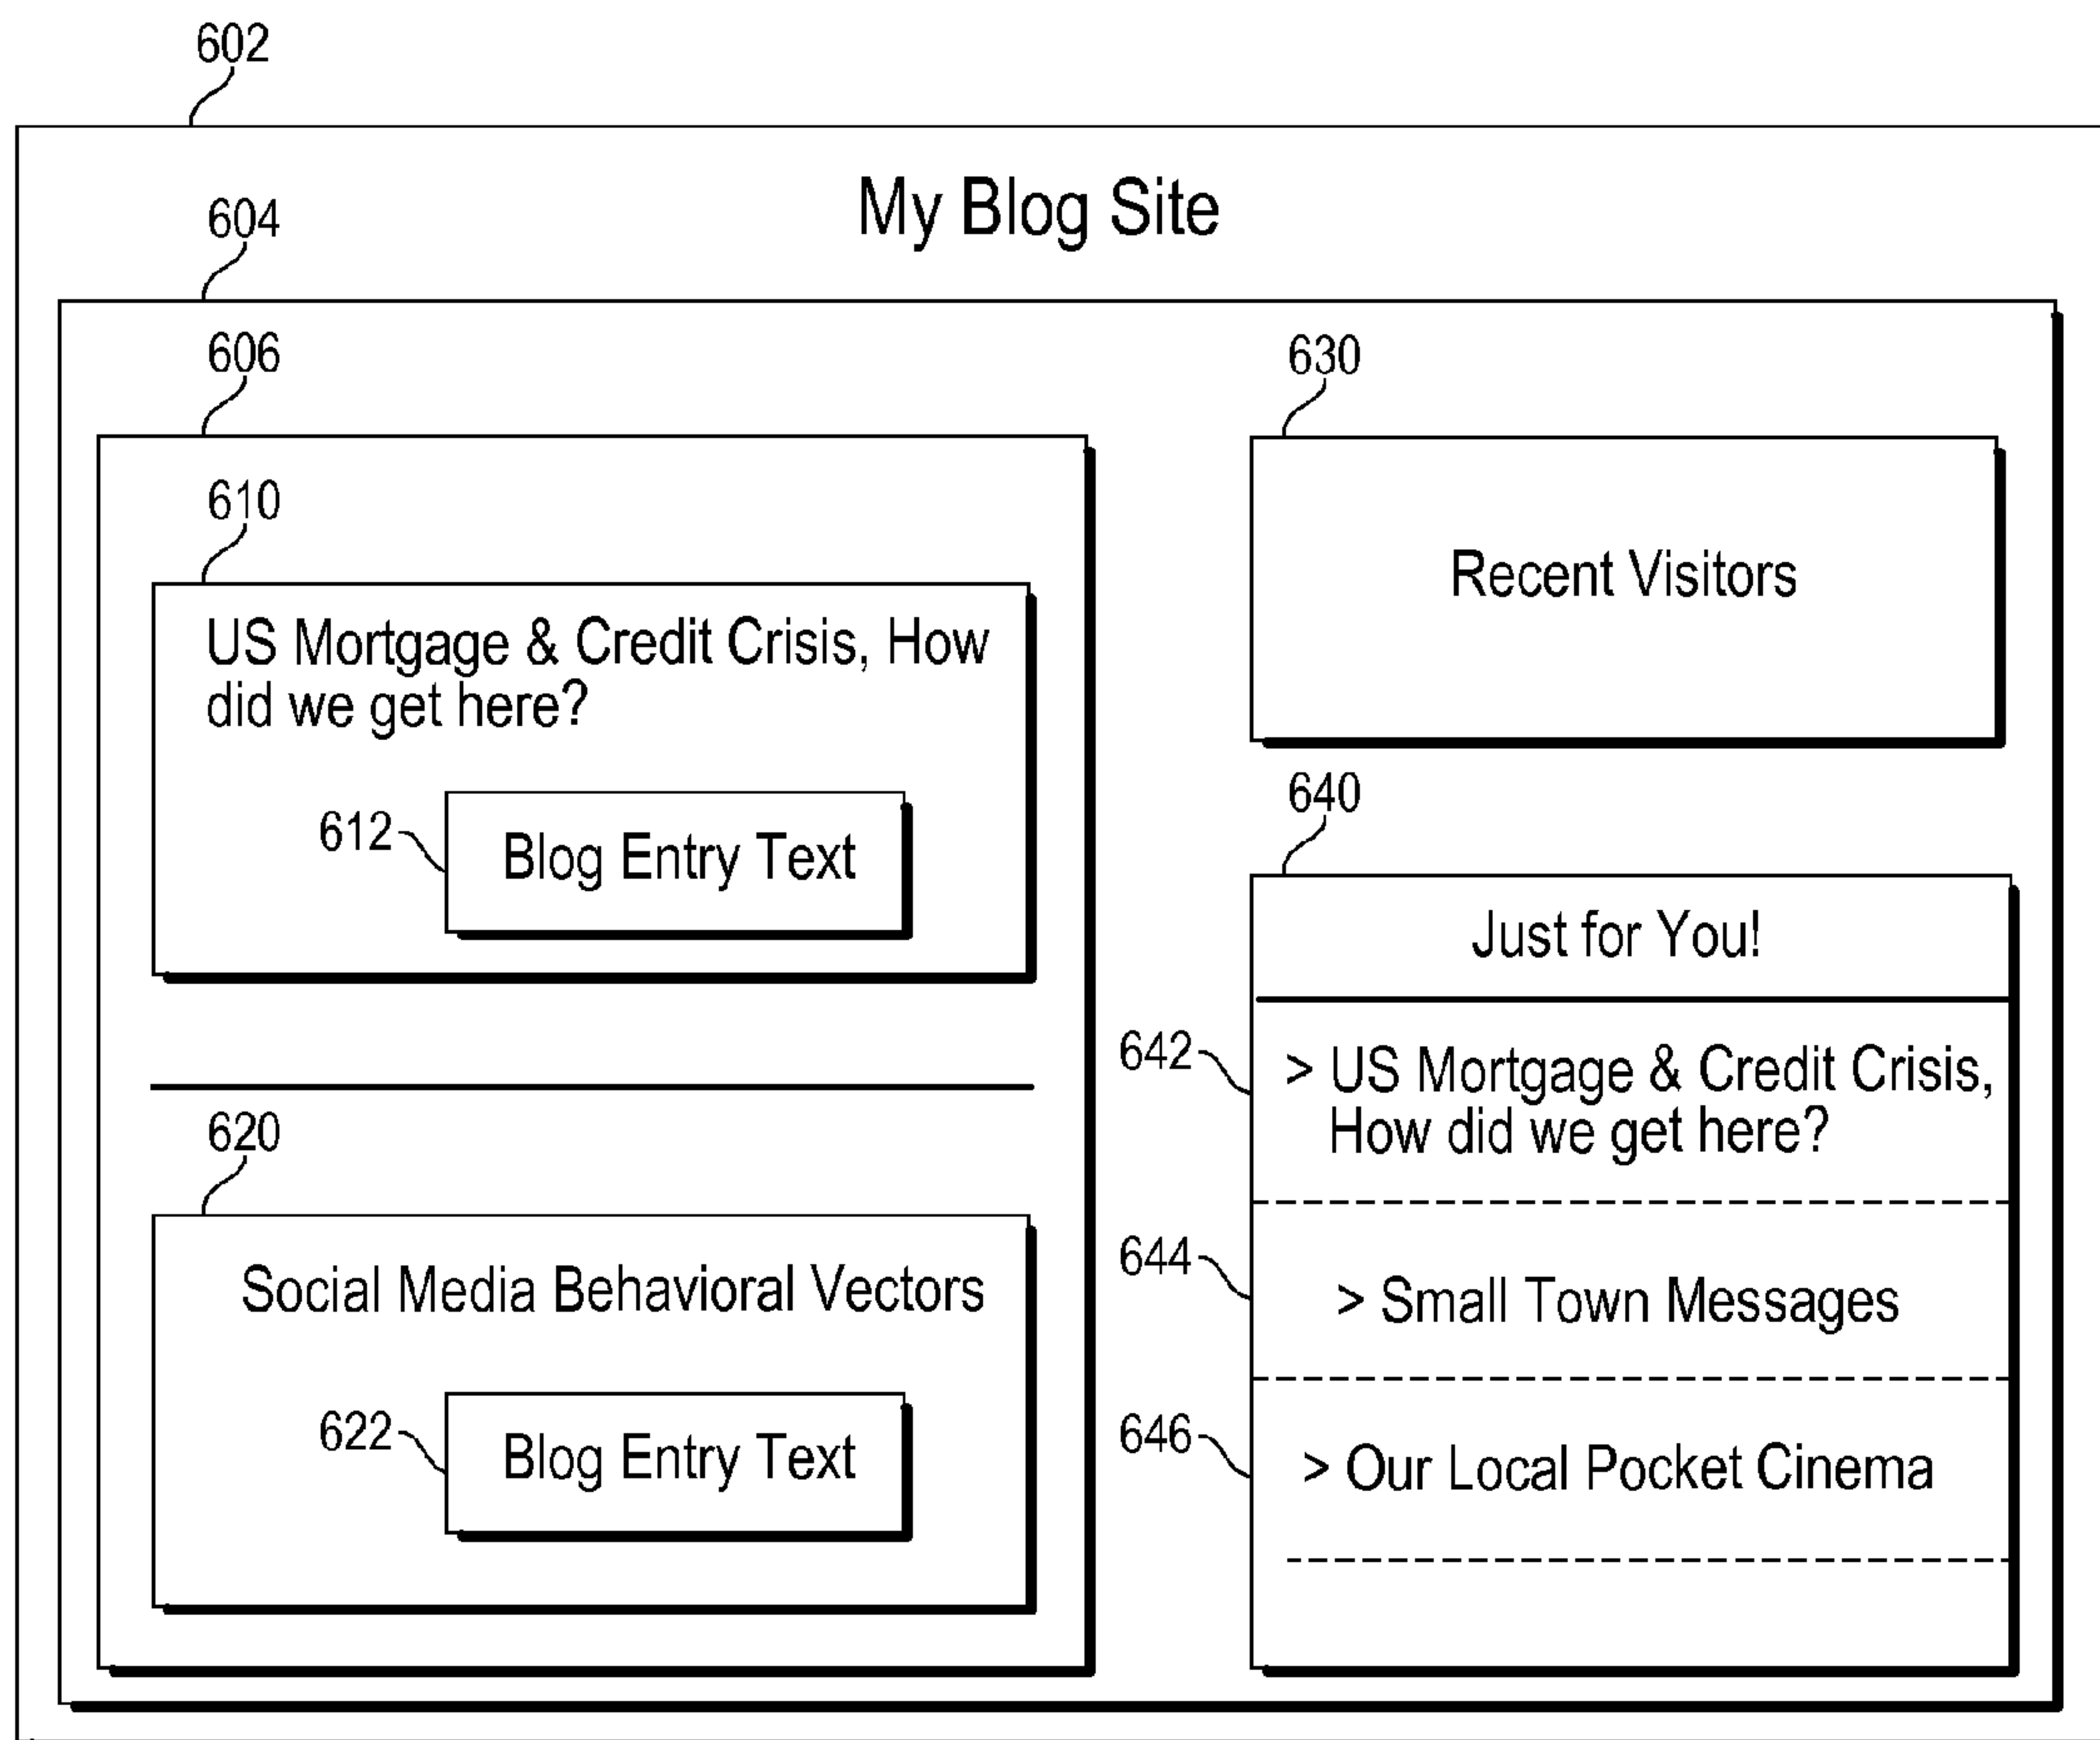 602
My Blog Site
604
606
610
US Mortgage & Credit Crisis, How
did we get here?
612
Blog Entry Text
620
Social Media Behavioral Vectors
622
Blog Entry Text
630
Recent Visitors
640
Just for You!
642
> US Mortgage & Credit Crisis,
How did we get here?
644
> Small Town Messages
646
> Our Local Pocket Cinema